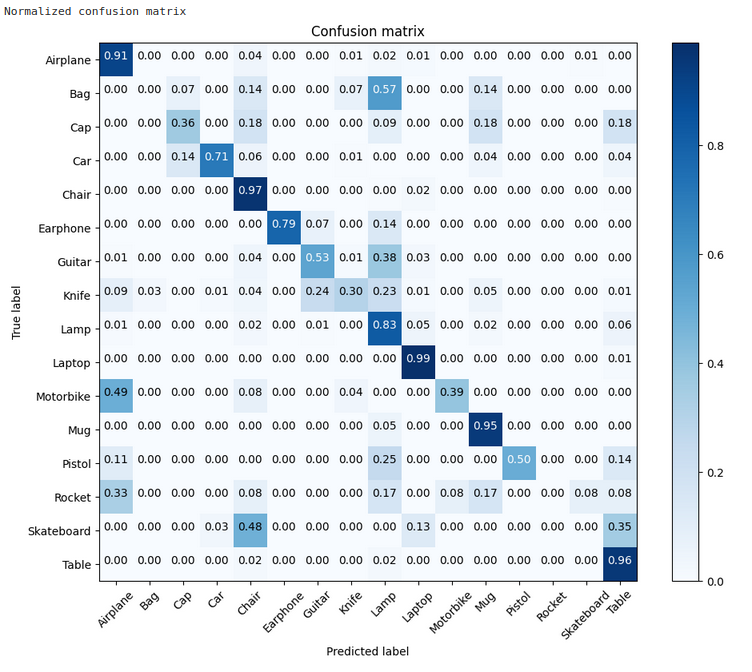 Normalized confusion matrix
Confusion matrix
Airplane 0.91 0.00 0.00 0.00 0.04 0.00 0.00 0.01 0.02 0.01 0.00 0.00 0.00 0.00 0.01 0.00
Bag 0.00 0.00 0.07 0.00 0.14 0.00 0.00 0.07 0.57 0.00 0.00 0.14 0.00 0.00 0.00 0.00
Cap 0.00 0.00 0.36 0.00 0.18 0.00 0.00 0.00 0.09 0.00 0.00 0.18 0.00 0.00 0.00 0.18
Car 0.00 0.00 0.14 0.71 0.06 0.00 0.00 0.01 0.00 0.00 0.00 0.04 0.00 0.00 0.00 0.04
Chair 0.00 0.00 0.00 0.00 0.97 0.00 0.00 0.00 0.00 0.02 0.00 0.00 0.00 0.00 0.00 0.00
Earphone 0.00 0.00 0.00 0.00 0.00 0.79 0.07 0.00 0.14 0.00 0.00 0.00 0.00 0.00 0.00 0.00
Guitar 0.01 0.00 0.00 0.00 0.04 0.00 0.53 0.01 0.38 0.03 0.00 0.00 0.00 0.00 0.00 0.00
Knife 0.09 0.03 0.00 0.01 0.04 0.00 0.24 0.30 0.23 0.01 0.00 0.05 0.00 0.00 0.00 0.01
Lamp 0.01 0.00 0.00 0.00 0.02 0.00 0.01 0.00 0.83 0.05 0.00 0.02 0.00 0.00 0.00 0.06
Laptop 0.00 0.00 0.00 0.00 0.00 0.00 0.00 0.00 0.00 0.99 0.00 0.00 0.00 0.00 0.00 0.01
Motorbike 0.49 0.00 0.00 0.00 0.08 0.00 0.00 0.04 0.00 0.00 0.39 0.00 0.00 0.00 0.00 0.00
Mug 0.00 0.00 0.00 0.00 0.00 0.00 0.00 0.00 0.05 0.00 0.00 0.95 0.00 0.00 0.00 0.00
Pistol 0.11 0.00 0.00 0.00 0.00 0.00 0.00 0.00 0.25 0.00 0.00 0.00 0.50 0.00 0.00 0.14
Rocket 0.33 0.00 0.00 0.00 0.08 0.00 0.00 0.00 0.17 0.00 0.08 0.17 0.00 0.00 0.08 0.08
Skateboard 0.00 0.00 0.00 0.03 0.48 0.00 0.00 0.00 0.00 0.13 0.00 0.00 0.00 0.00 0.00 0.35
Table 0.00 0.00 0.00 0.00 0.02 0.00 0.00 0.00 0.02 0.00 0.00 0.00 0.00 0.00 0.00 0.96
True label
Airplane Bag Cap Car Chair Earphone Guitar Knife Lamp Laptop Motorbike Mug Pistol Rocket Skateboard Table
Predicted label
0.8
0.6
0.4
0.2
0.0